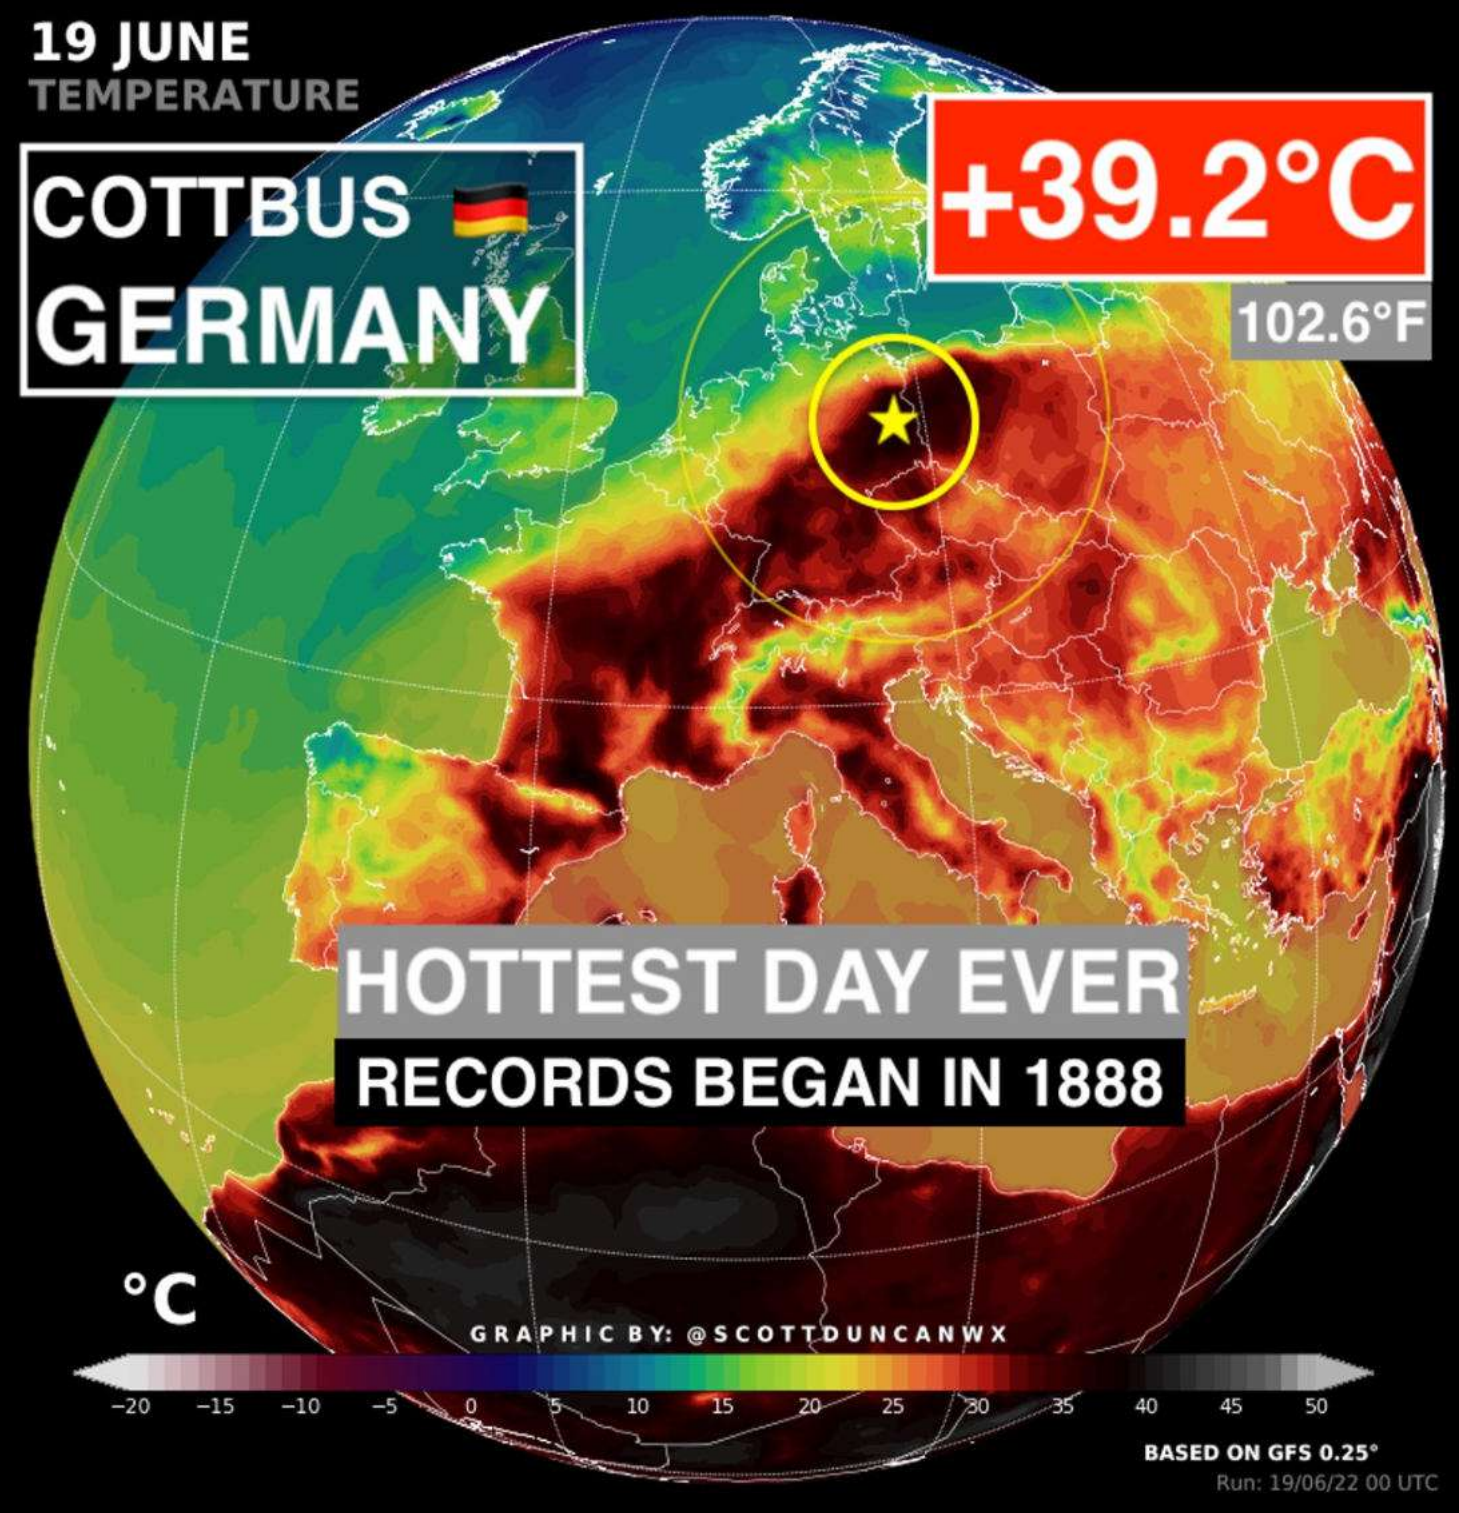 19 JUNE
TEMPERATURE
COTTBUS
GERMANY
+39.2°C
102.6°F
HOTTEST DAY EVER
RECORDS BEGAN IN 1888
°C
GRAPHIC BY: @SCOTTDUNCANWX
−20 −15 −10 −5 0 5 10 15 20 25 30 35 40 45 50
BASED ON GFS 0.25°
Run: 19/06/22 00 UTC